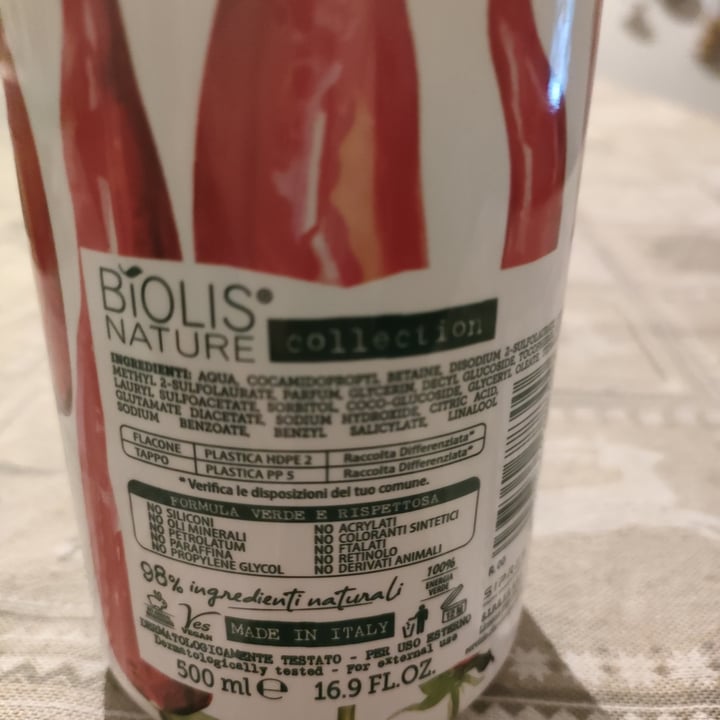 BiOLIS®
NATURE
collection
INGREDIENTI: AQUA, COCAMIDOPROPYL BETAINE, DISODIUM 2-SULFOLAURATE,
METHYL 2-SULFOLAURATE, PARFUM, GLYCERIN, DECYL GLUCOSIDE,
LAURYL SULFOACETATE, SORBITOL, COCO-GLUCOSIDE, GLYCERYL OLEATE,
GLUTAMATE DIACETATE, SODIUM HYDROXIDE, CITRIC ACID,
SODIUM BENZOATE, BENZYL SALICYLATE, LINALOOL
FLACONE PLASTICA HDPE 2 Raccolta Differenziata*
TAPPO PLASTICA PP 5 Raccolta Differenziata*
* Verifica le disposizioni del tuo comune.
FORMULA VERDE E RISPETTOSA
NO SILICONI
NO OLI MINERALI
NO PETROLATUM
NO PARAFFINA
NO PROPYLENE GLYCOL
NO ACRYLATI
NO COLORANTI SINTETICI
NO FTALATI
NO RETINOLO
NO DERIVATI ANIMALI
98% ingredienti naturali
100%
ENERGIA
VERDE
Yes
VEGAN
MADE IN ITALY
12 M
DERMATOLOGICAMENTE TESTATO - PER USO ESTERNO
Dermatologically tested - For external use
500 ml e 16.9 FL.OZ.